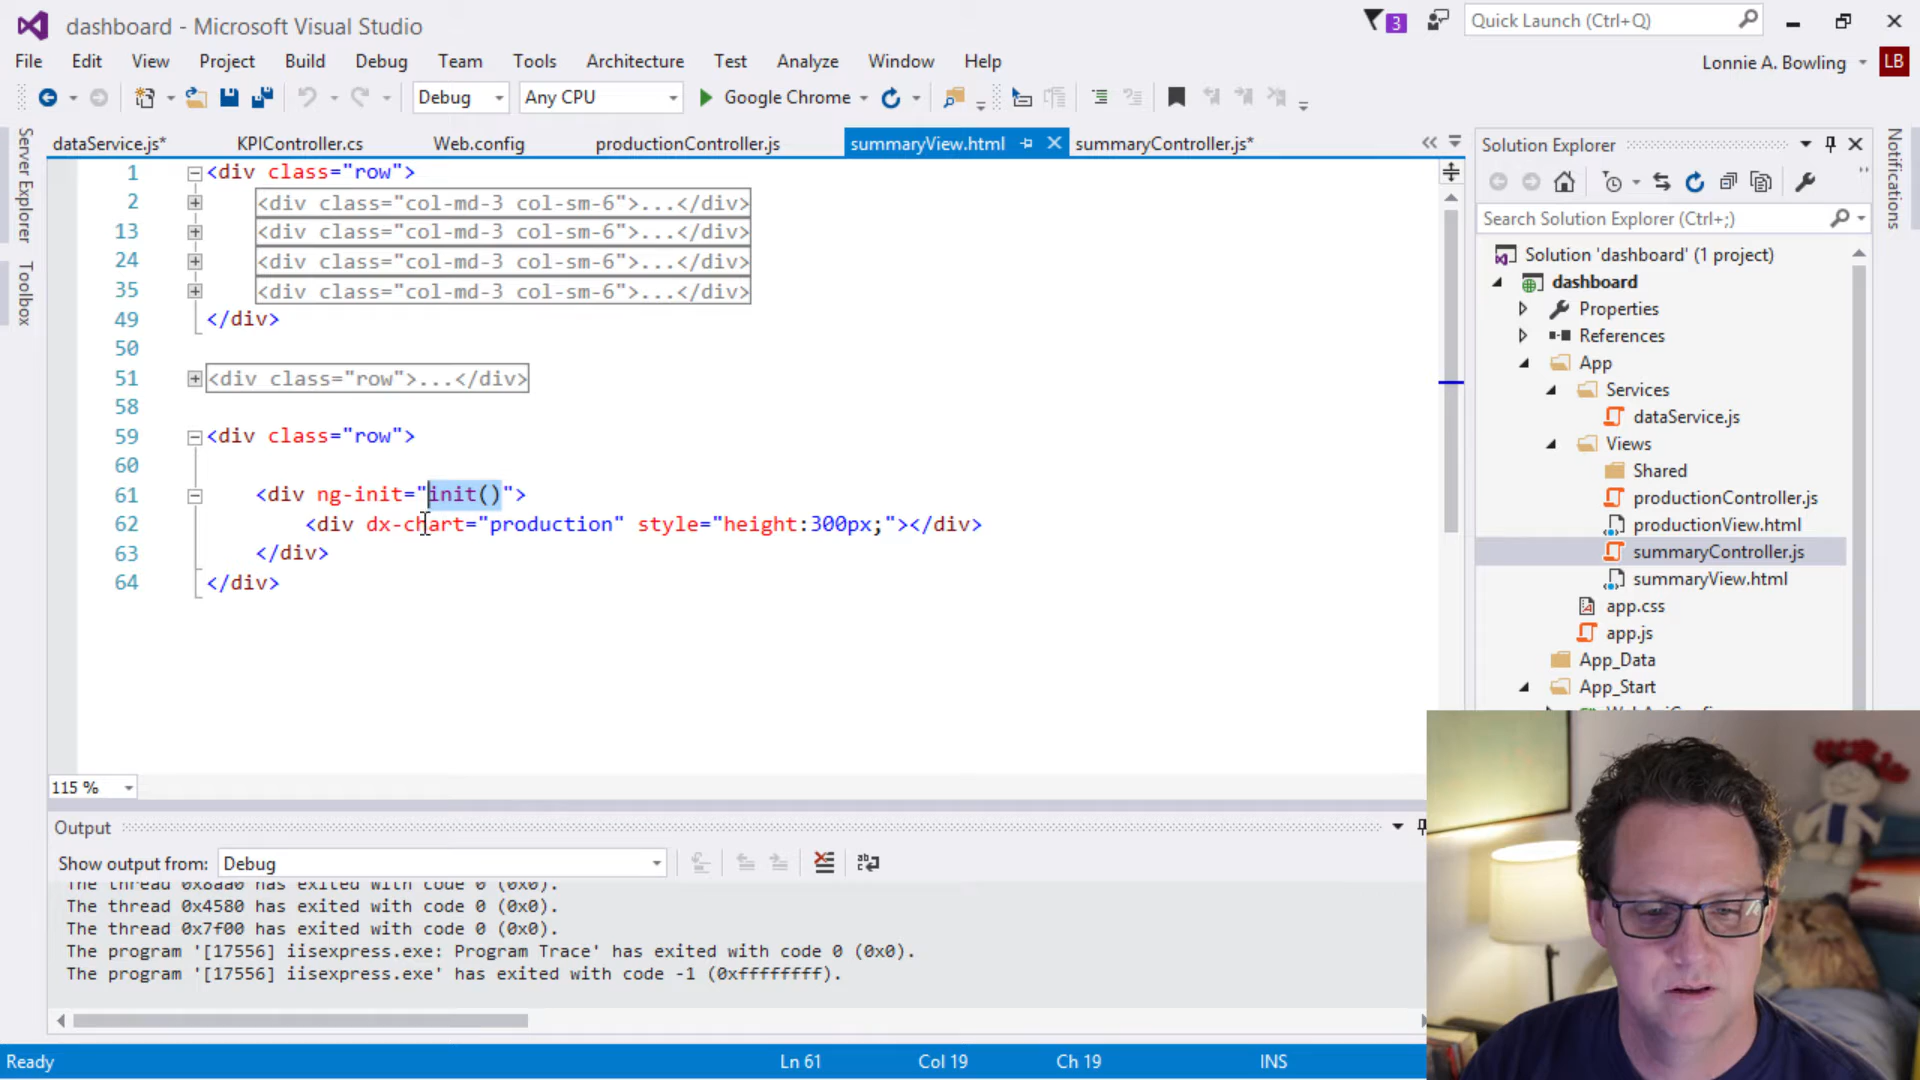 dashboard - Microsoft Visual Studio
3
Quick Launch (Ctrl+Q)
File Edit View Project Build Debug Team Tools Architecture Test Analyze Window Help
Lonnie A. Bowling LB
Debug Any CPU Google Chrome
Server Explorer
Toolbox
dataService.js* KPIController.cs Web.config productionController.js summaryView.html summaryController.js*
1 <div class="row">
2 <div class="col-md-3 col-sm-6">...</div>
13 <div class="col-md-3 col-sm-6">...</div>
24 <div class="col-md-3 col-sm-6">...</div>
35 <div class="col-md-3 col-sm-6">...</div>
49 </div>
50
51 <div class="row">...</div>
58
59 <div class="row">
60
61 <div ng-init="init()">
62 <div dx-chart="production" style="height:300px;"></div>
63 </div>
64 </div>
115 %
Output
Show output from: Debug
The thread 0x8aa0 has exited with code 0 (0x0).
The thread 0x4580 has exited with code 0 (0x0).
The thread 0x7f00 has exited with code 0 (0x0).
The program '[17556] iisexpress.exe: Program Trace' has exited with code 0 (0x0).
The program '[17556] iisexpress.exe' has exited with code -1 (0xffffffff).
Ready Ln 61 Col 19 Ch 19 INS
Solution Explorer
Search Solution Explorer (Ctrl+;)
Solution 'dashboard' (1 project)
dashboard
Properties
References
App
Services
dataService.js
Views
Shared
productionController.js
productionView.html
summaryController.js
summaryView.html
app.css
app.js
App_Data
App_Start
Notifications